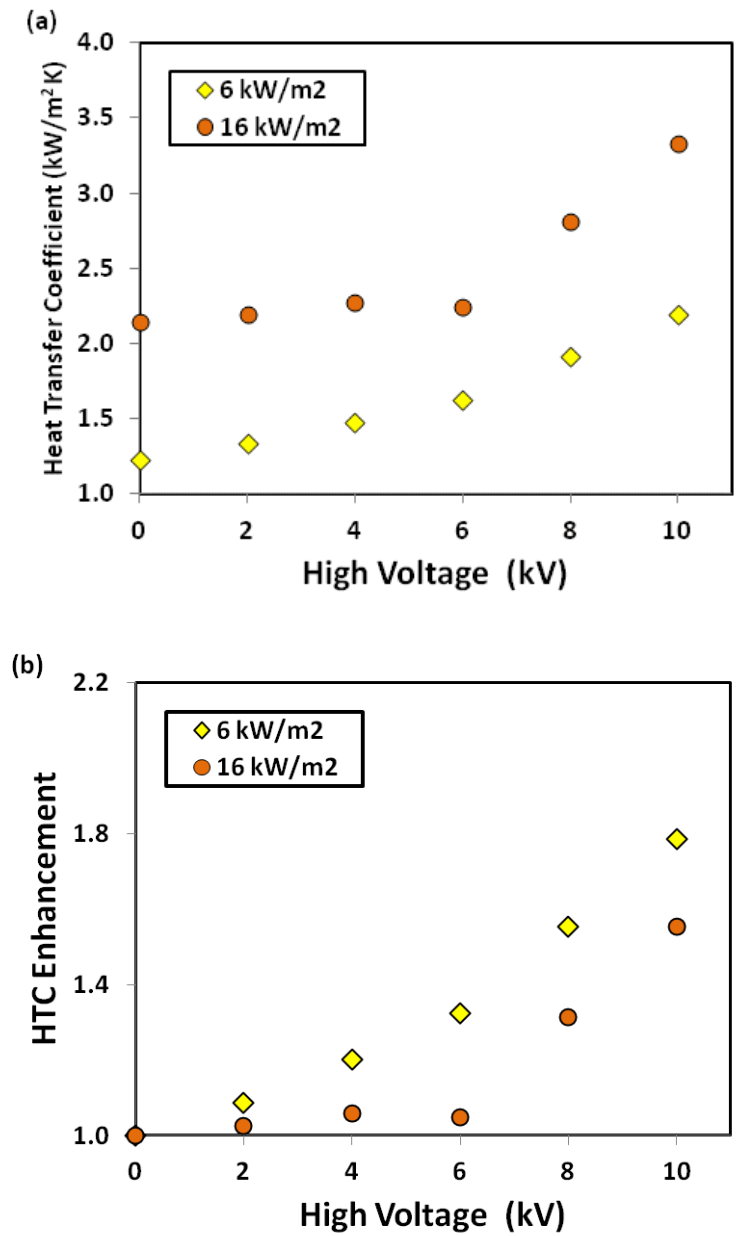 (a)
4.0
3.5
3.0
2.5
2.0
1.5
1.0
Heat Transfer Coefficient (kW/m²K)
6 kW/m2
16 kW/m2
0 2 4 6 8 10
High Voltage (kV)
(b)
2.2
1.8
1.4
1.0
HTC Enhancement
6 kW/m2
16 kW/m2
0 2 4 6 8 10
High Voltage (kV)